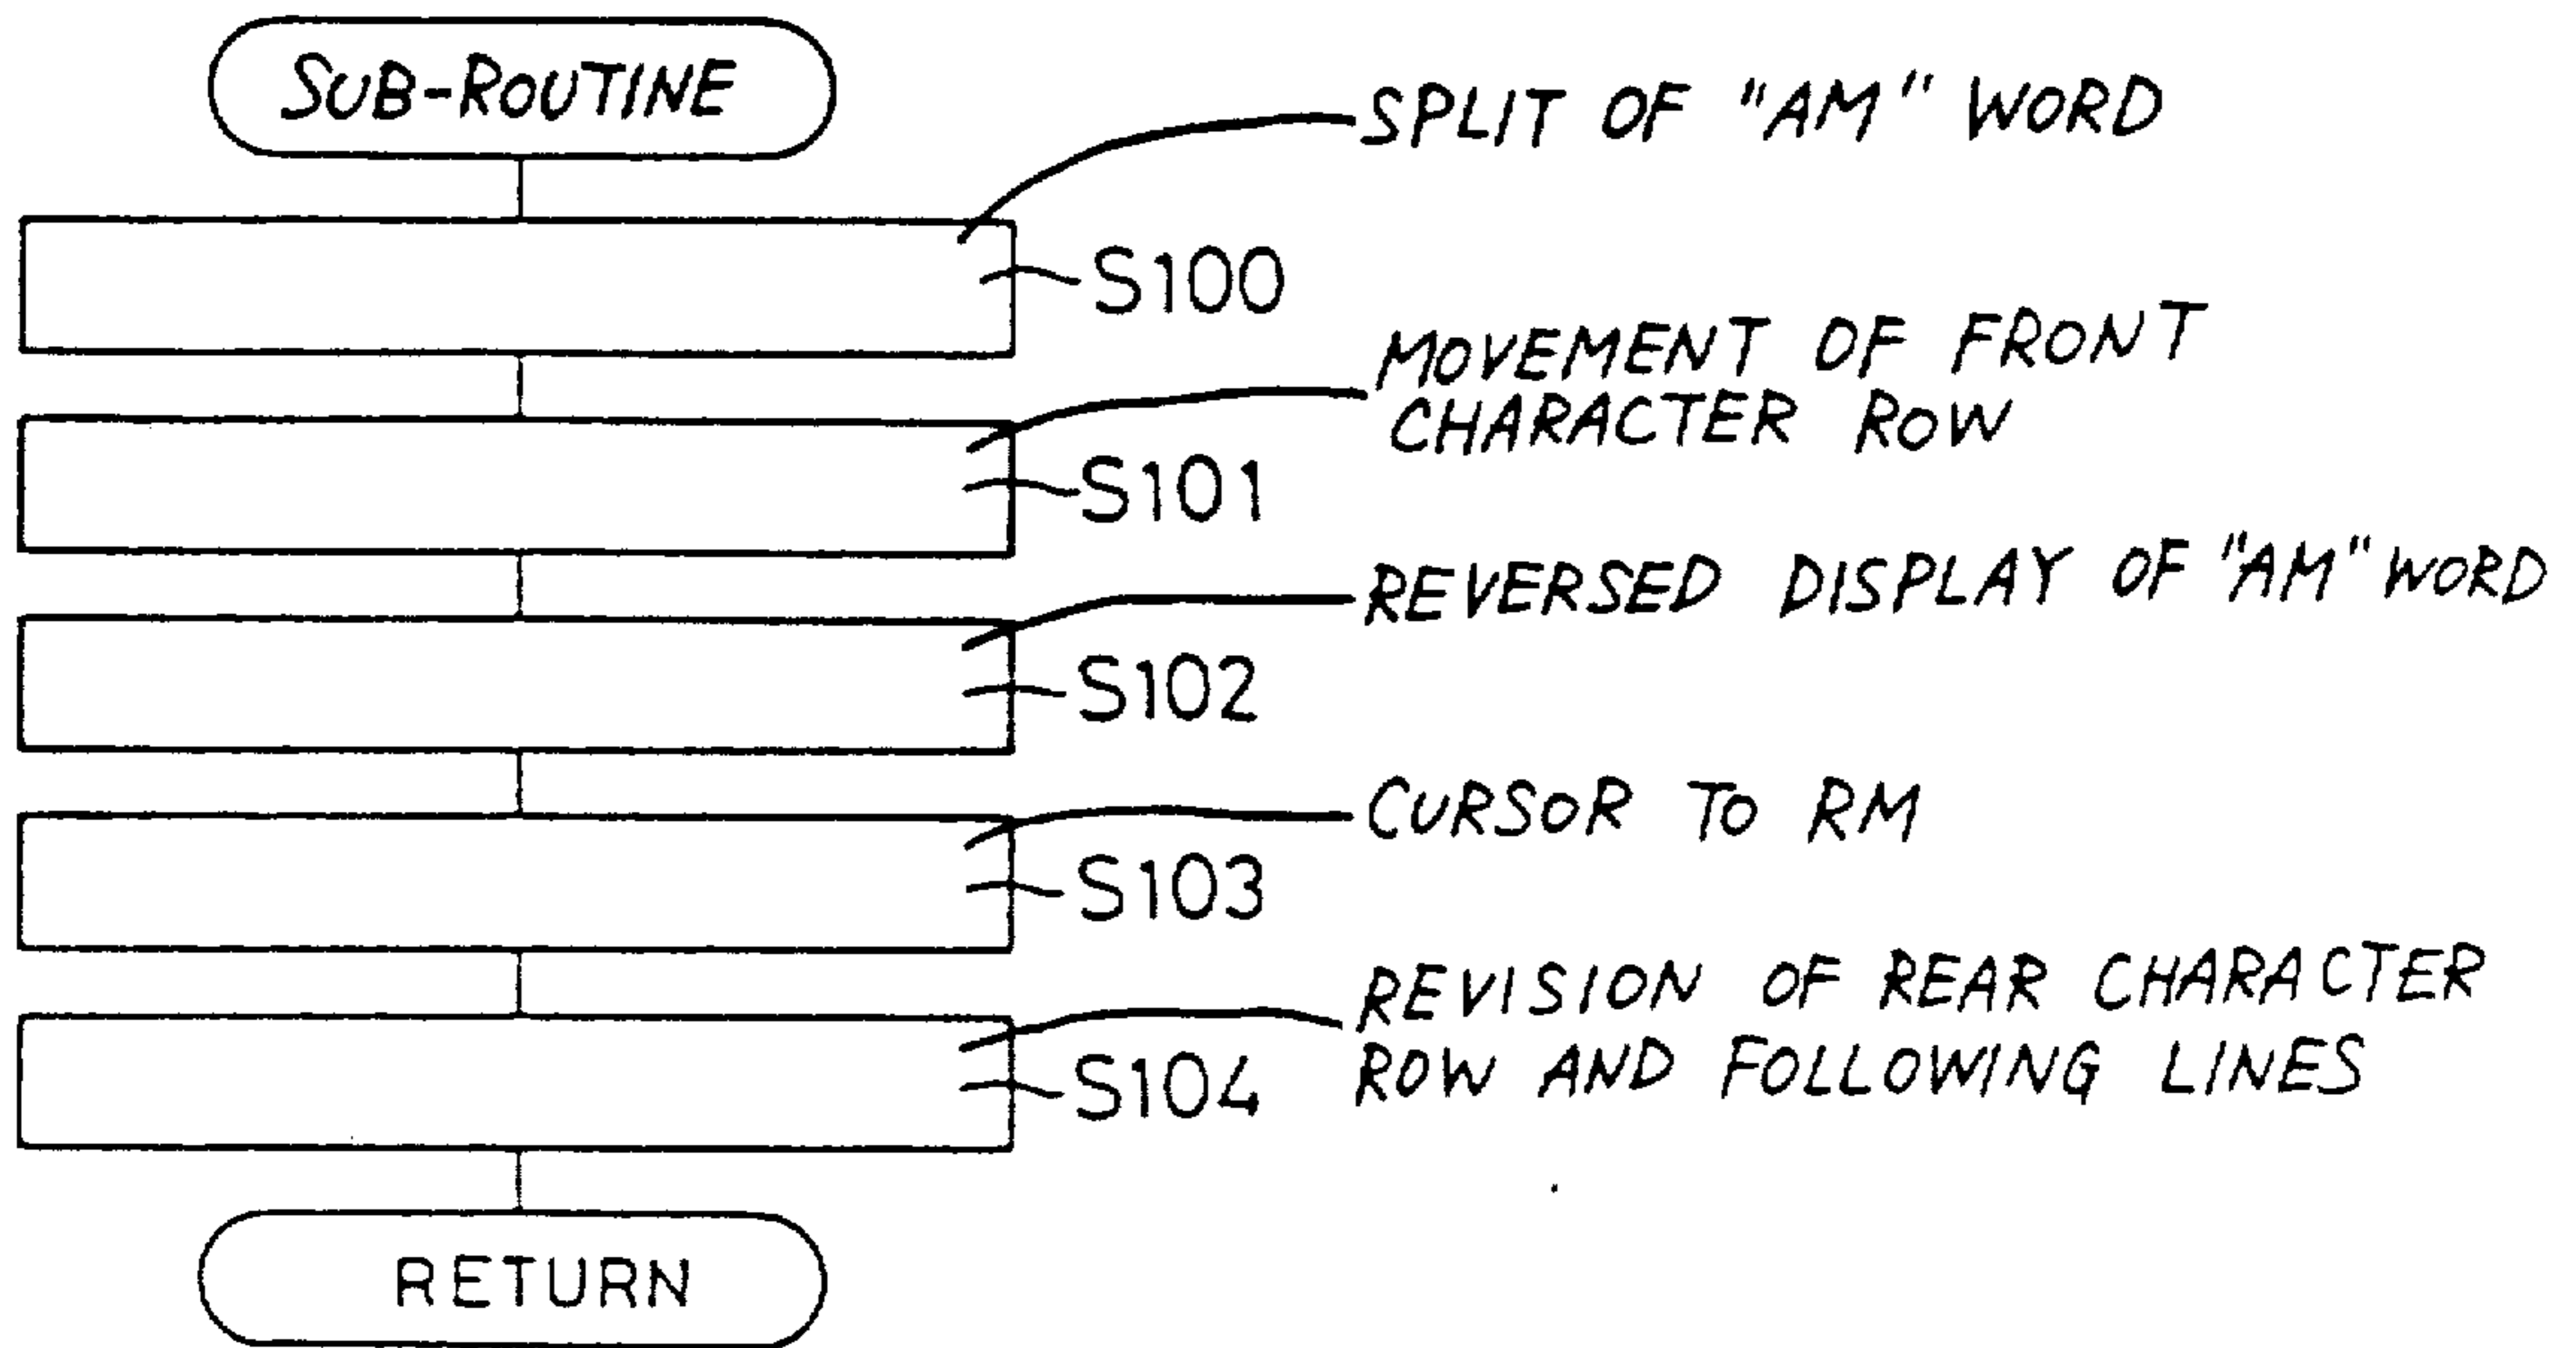 SUB-ROUTINE
SPLIT OF "AM" WORD
S100
MOVEMENT OF FRONT
CHARACTER ROW
S101
REVERSED DISPLAY OF "AM" WORD
S102
CURSOR TO RM
S103
REVISION OF REAR CHARACTER
ROW AND FOLLOWING LINES
S104
RETURN